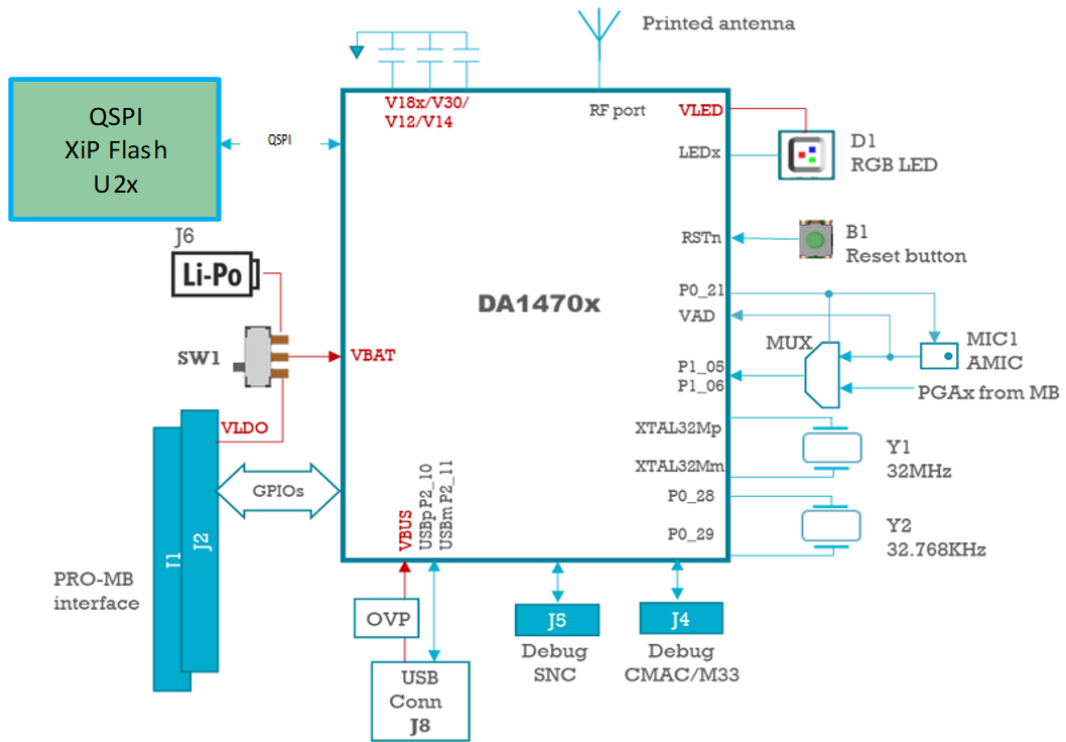 Printed antenna
V18x/V30/
V12/V14
RF port
VLED
QSPI
XiP Flash
U2x
QSPI
LEDx
D1
RGB LED
J6
Li-Po
RSTn
B1
Reset button
DA1470x
P0_21
VAD
MUX
MIC1
AMIC
SW1
VBAT
P1_05
P1_06
PGAx from MB
VLDO
XTAL32Mp
XTAL32Mm
Y1
32MHz
GPIOs
P0_28
P0_29
Y2
32.768KHz
J1
J2
PRO-MB
interface
VBUS
USBp P2_10
USBm P2_11
OVP
USB
Conn
J8
J5
Debug
SNC
J4
Debug
CMAC/M33